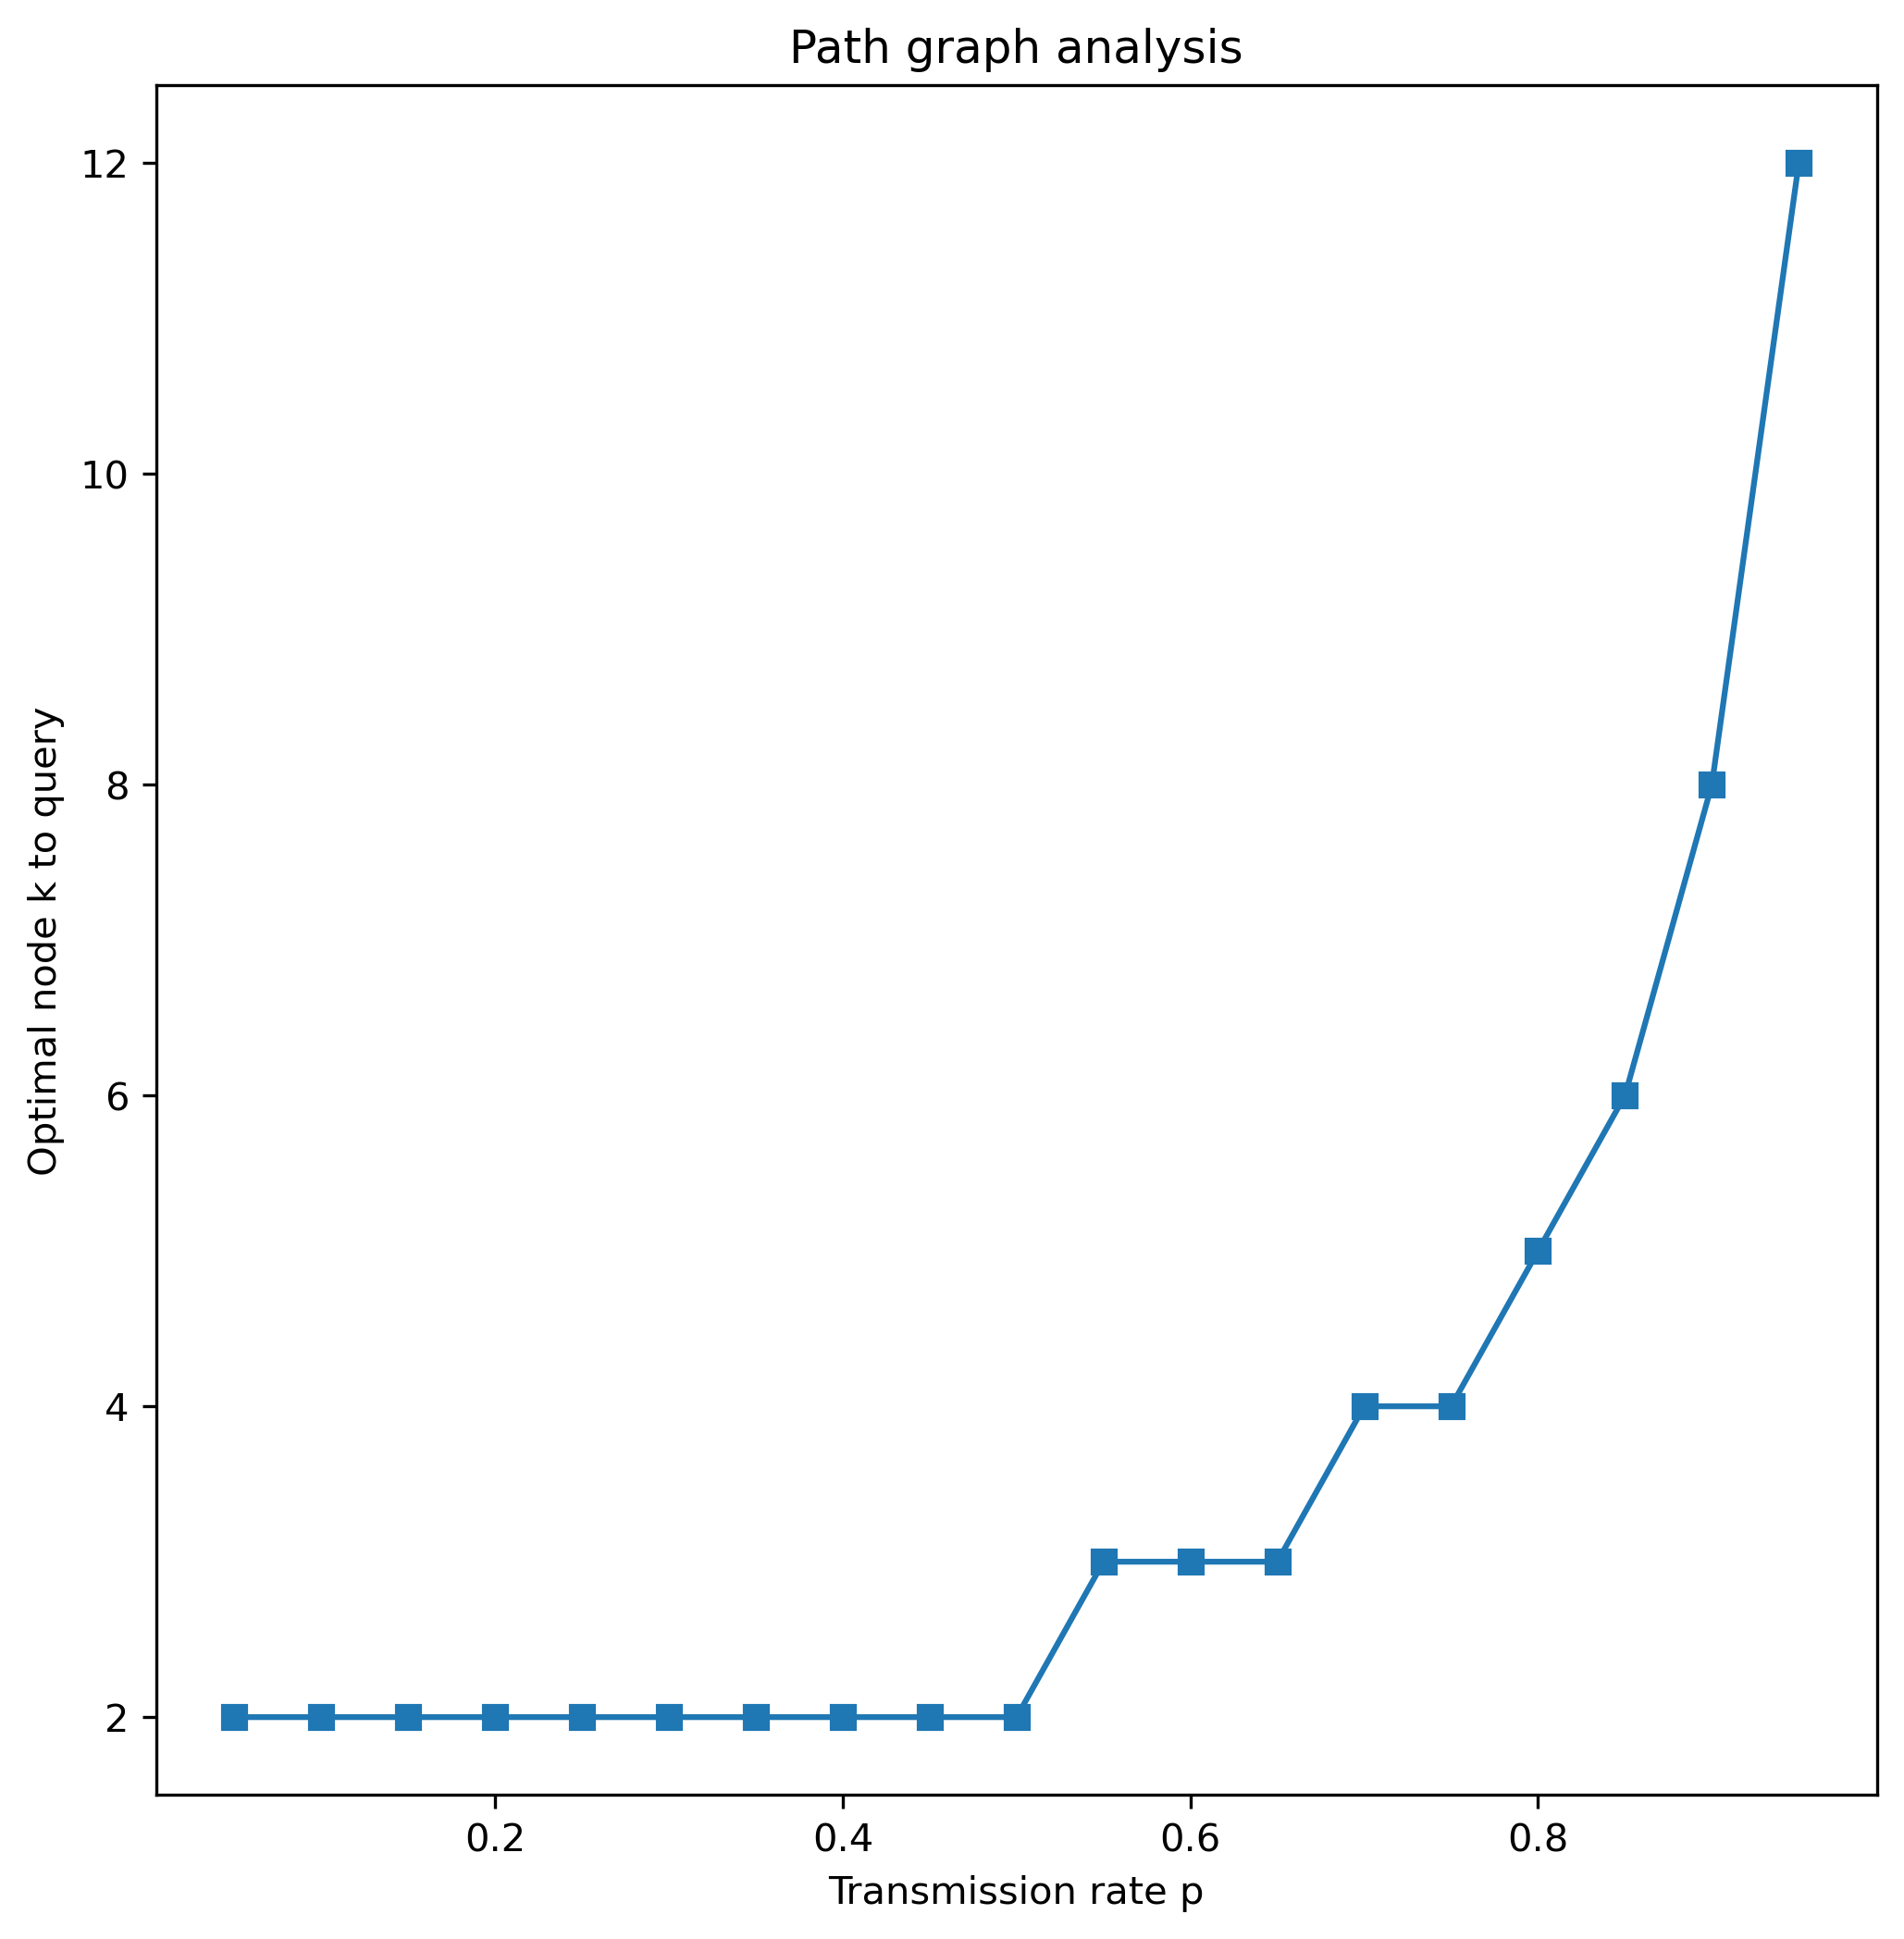 Path graph analysis
12
10
8
6
4
2
Optimal node k to query
0.2 0.4 0.6 0.8
Transmission rate p